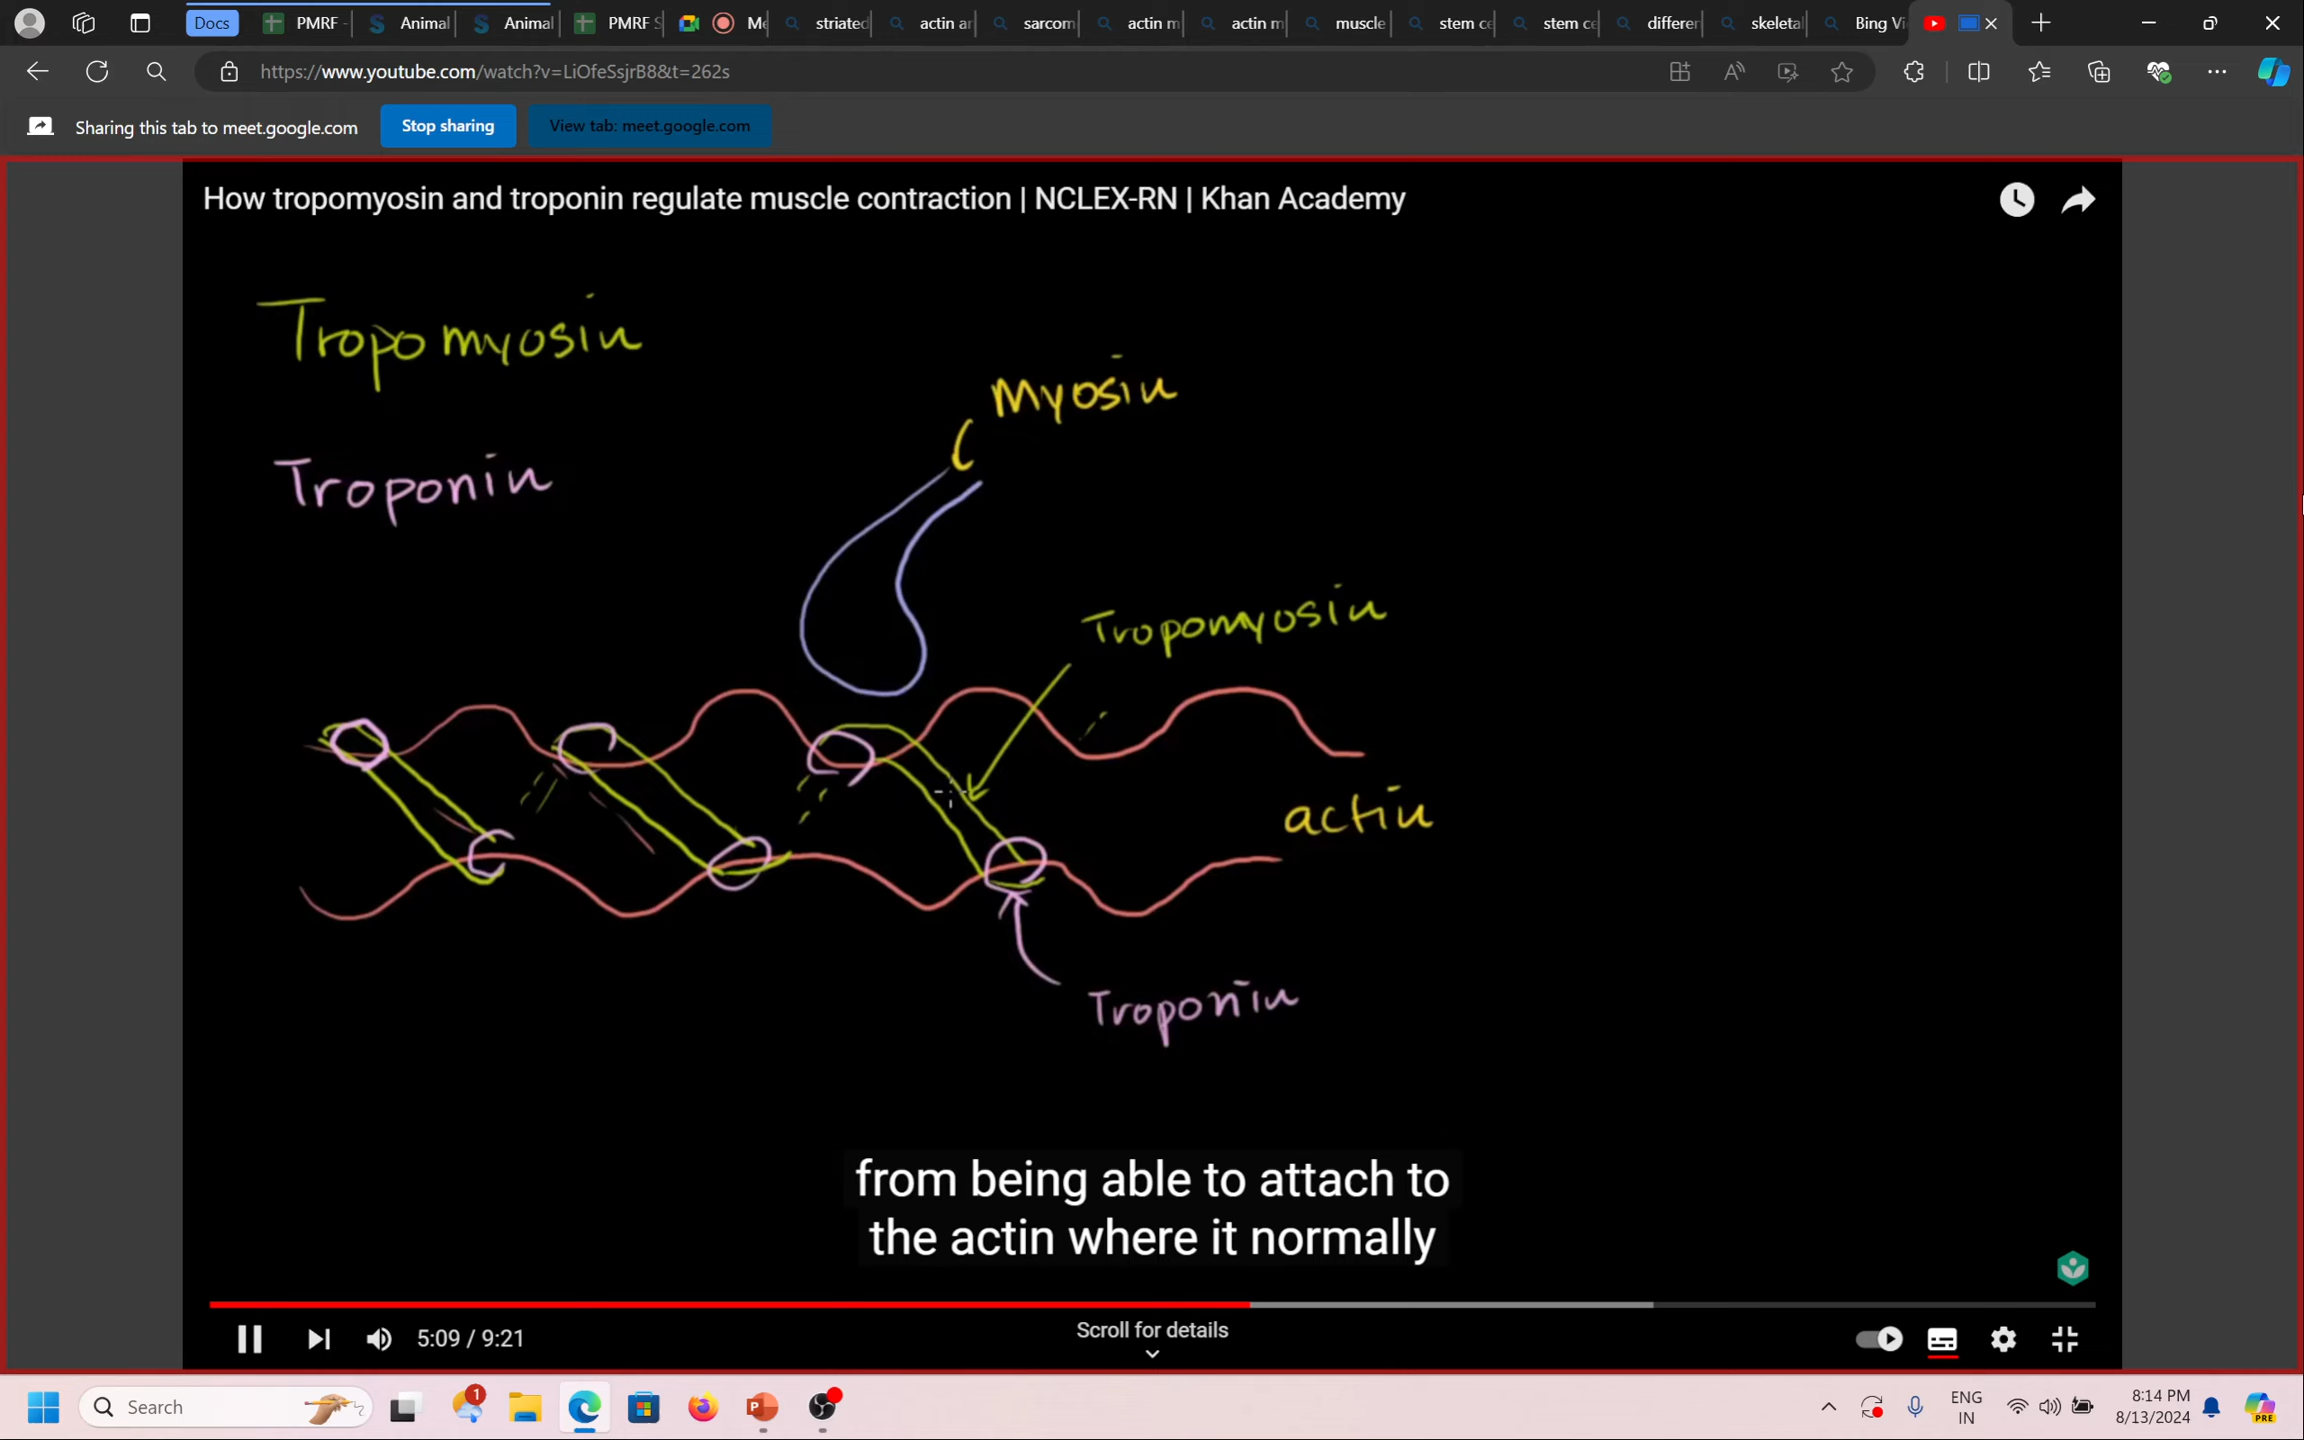 Docs PMRF - Animal Animal PMRF S Me striated actin ar sarcom actin m actin m muscle stem ce stem ce differen skeletal Bing Vi
https://www.youtube.com/watch?v=LiOfeSsjrB8&t=262s
Sharing this tab to meet.google.com Stop sharing View tab: meet.google.com
How tropomyosin and troponin regulate muscle contraction | NCLEX-RN | Khan Academy
Tropomyosin
Myosin
Troponin
Tropomyosin
actin
Troponin
from being able to attach to
the actin where it normally
5:09 / 9:21
Scroll for details
Search
1
ENG
IN
8:14 PM
8/13/2024
PRE